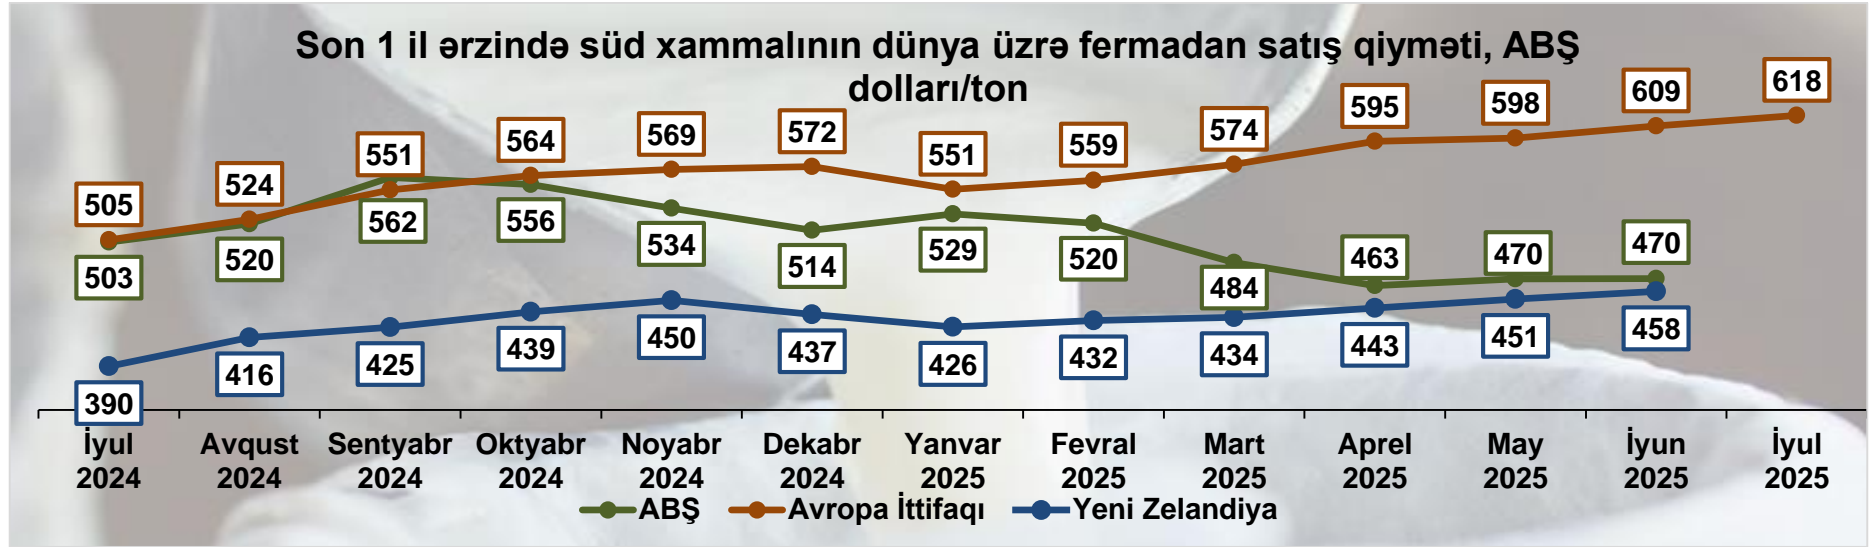 Son 1 il ərzində süd xammalının dünya üzrə fermadan satış qiyməti, ABŞ
dolları/ton
505 524 551 564 569 572 551 559 574 595 598 609 618
503 520 562 556 534 514 529 520 484 463 470 470
390 416 425 439 450 437 426 432 434 443 451 458
İyul Avqust Sentyabr Oktyabr Noyabr Dekabr Yanvar Fevral Mart Aprel May İyun İyul
2024 2024 2024 2024 2024 2024 2025 2025 2025 2025 2025 2025 2025
ABŞ Avropa İttifaqı Yeni Zelandiya